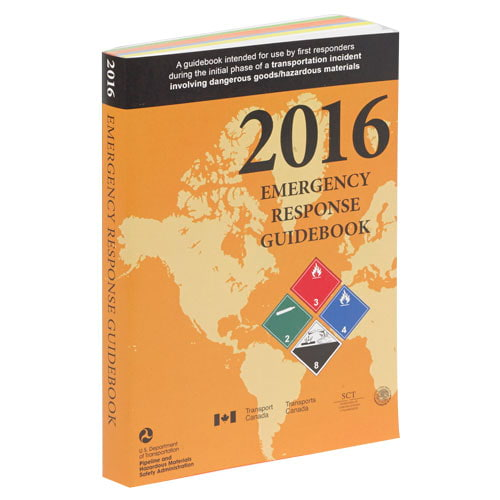 2016
EMERGENCY RESPONSE GUIDEBOOK
U.S. Department
of Transportation
Pipeline and
Hazardous Materials
Safety Administration
A guidebook intended for use by first responders
during the initial phase of a transportation incident
involving dangerous goods/hazardous materials
2016
EMERGENCY
RESPONSE
GUIDEBOOK
3
2
4
8
Transport
Canada
Transports
Canada
SCT